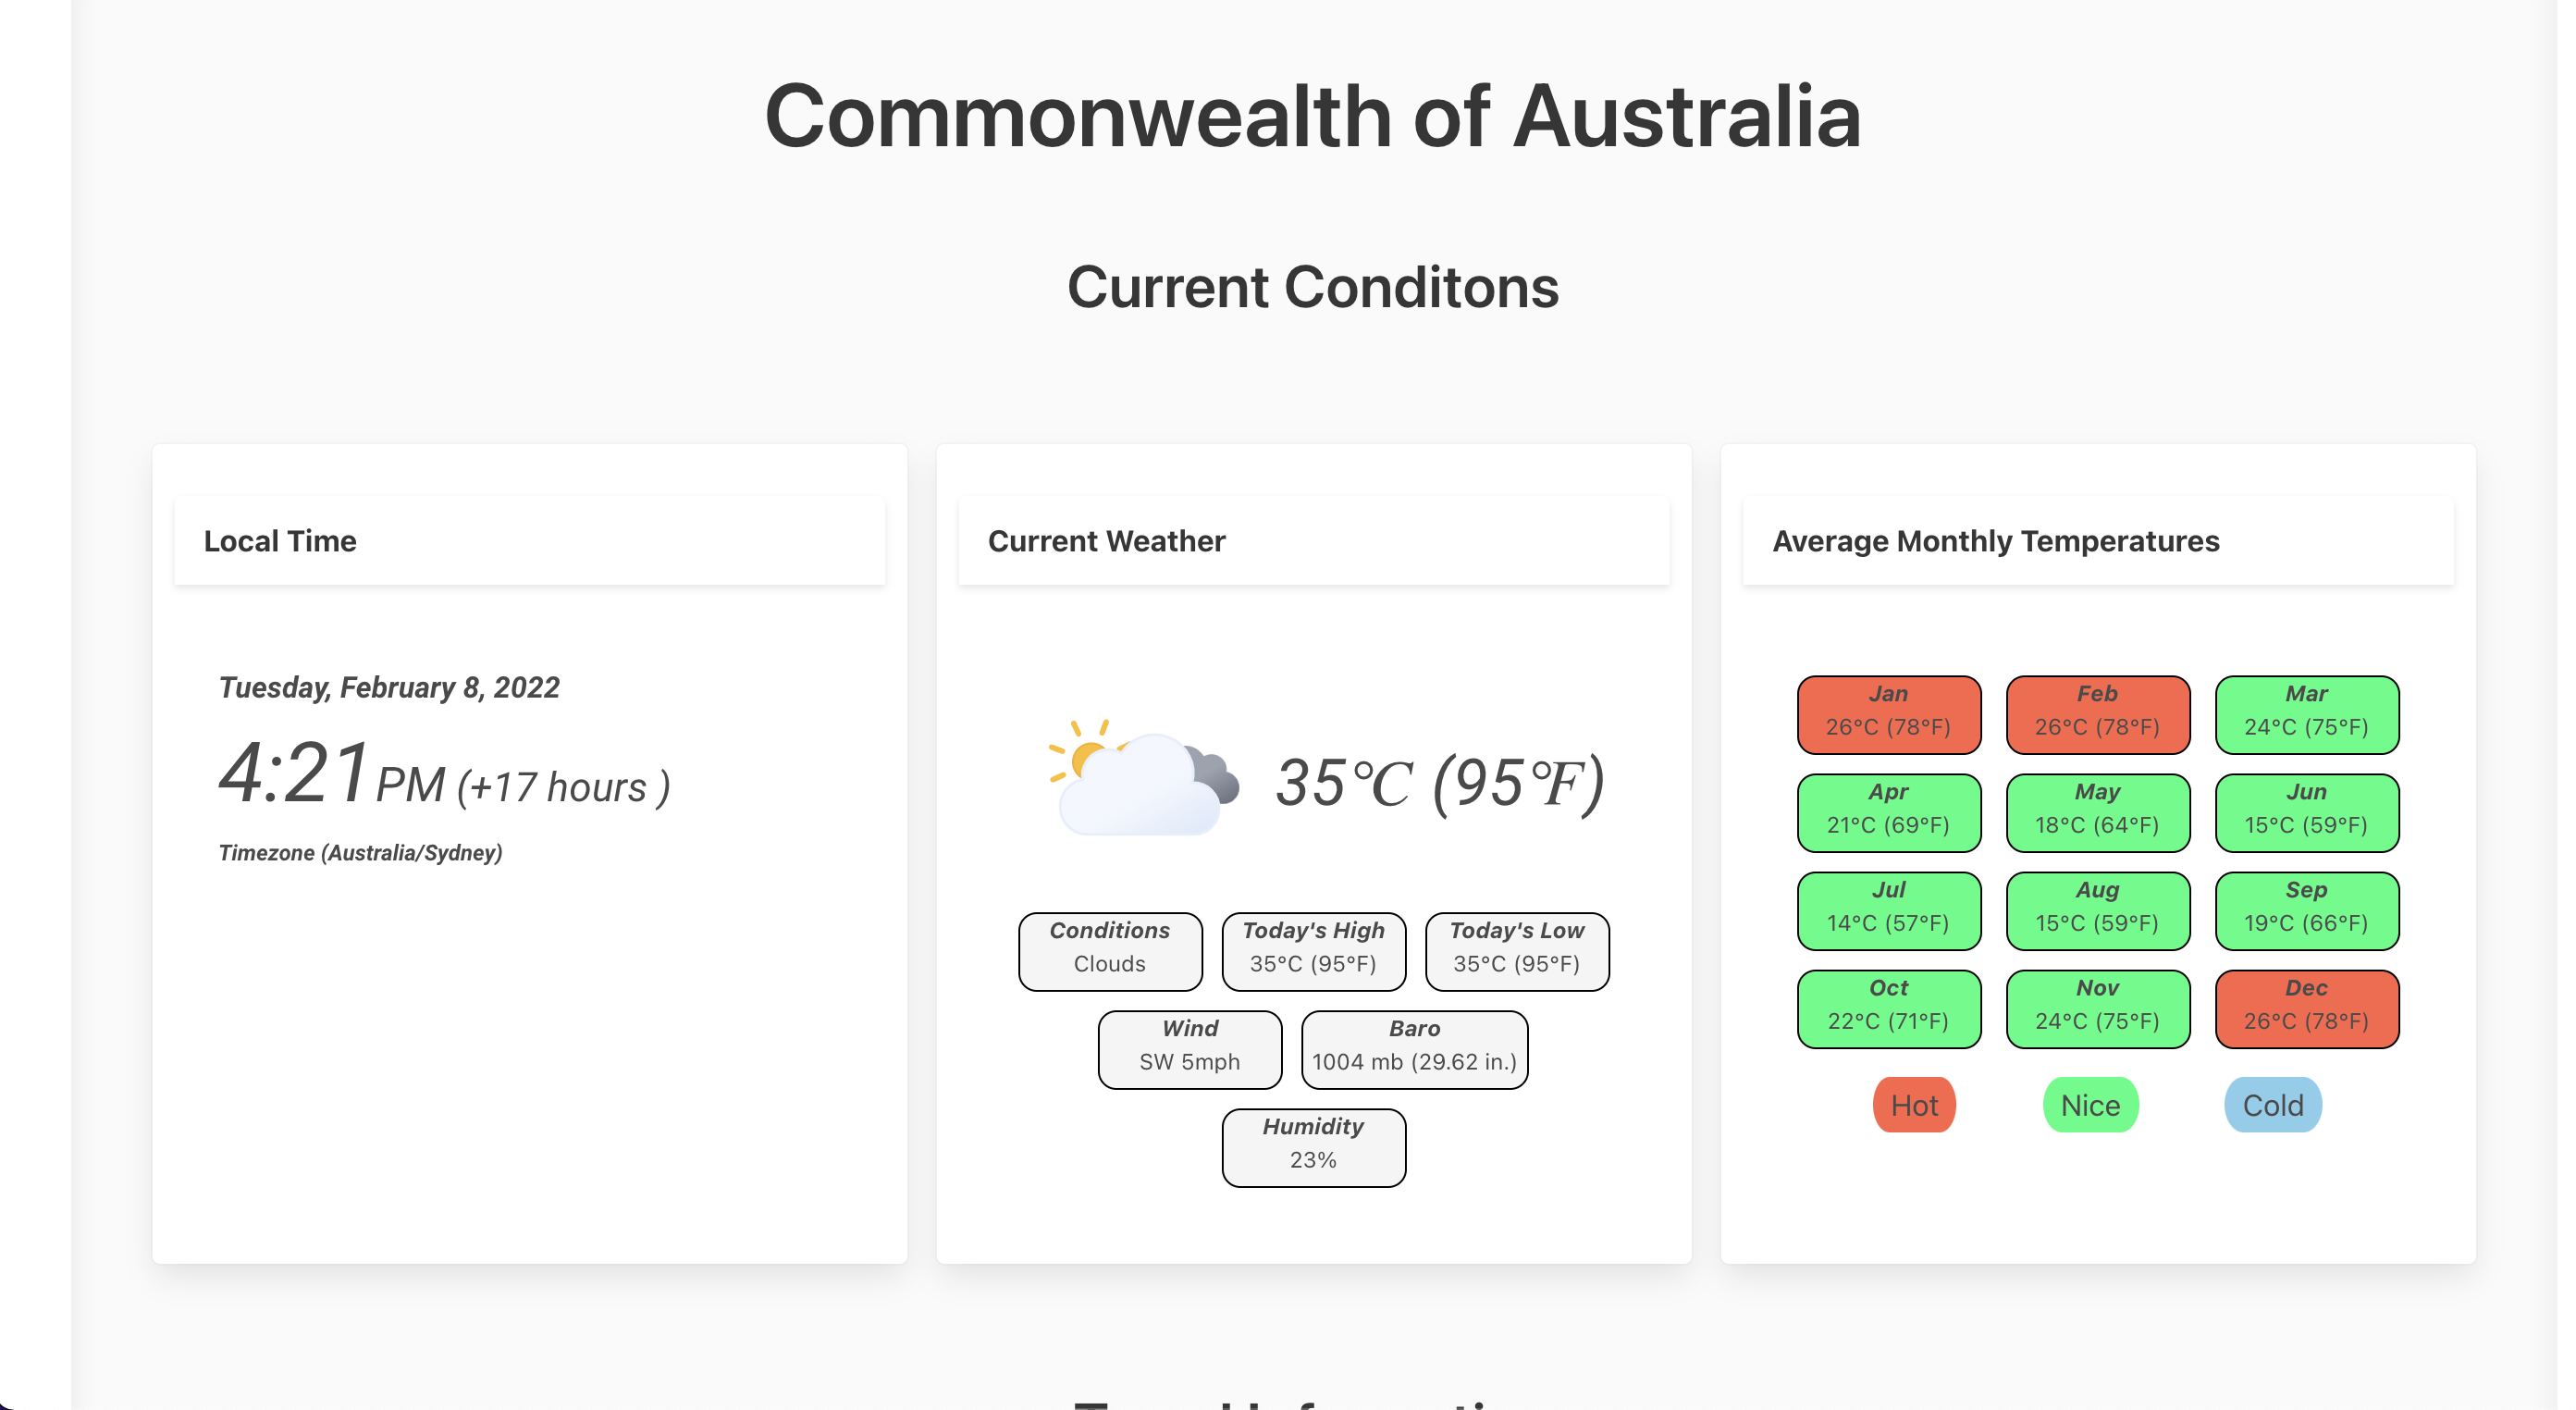 Commonwealth of Australia
Current Conditons
Local Time
Tuesday, February 8, 2022
4:21 PM (+17 hours )
Timezone (Australia/Sydney)
Current Weather
35°C (95°F)
Conditions
Clouds
Today's High
35°C (95°F)
Today's Low
35°C (95°F)
Wind
SW 5mph
Baro
1004 mb (29.62 in.)
Humidity
23%
Average Monthly Temperatures
Jan
26°C (78°F)
Feb
26°C (78°F)
Mar
24°C (75°F)
Apr
21°C (69°F)
May
18°C (64°F)
Jun
15°C (59°F)
Jul
14°C (57°F)
Aug
15°C (59°F)
Sep
19°C (66°F)
Oct
22°C (71°F)
Nov
24°C (75°F)
Dec
26°C (78°F)
Hot
Nice
Cold